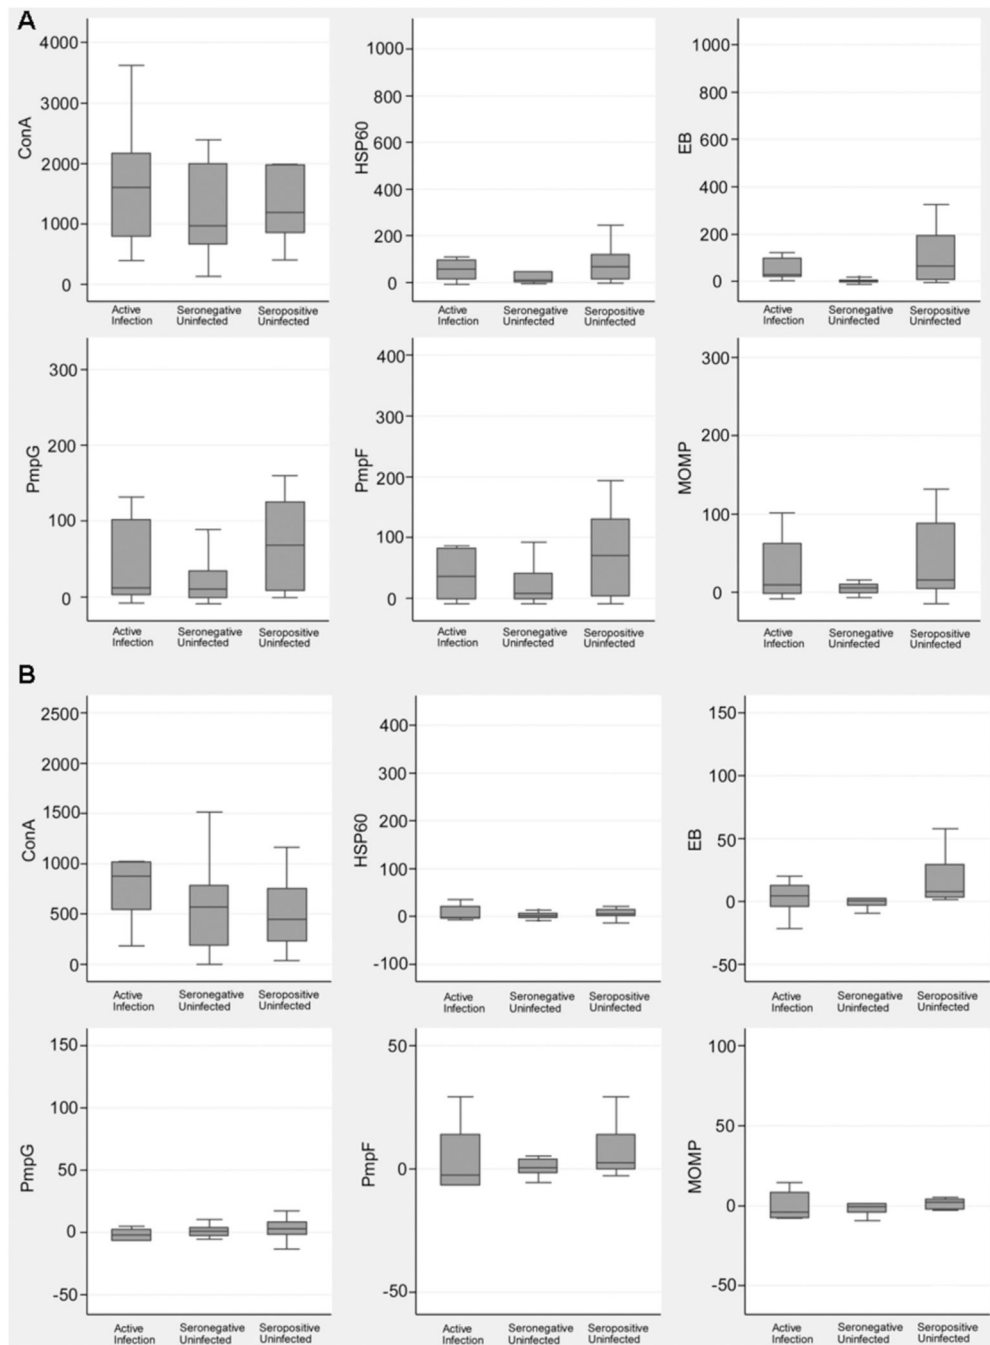 A
ConA
4000
3000
2000
1000
0
Active Infection
Seronegative Uninfected
Seropositive Uninfected
HSP60
1000
800
600
400
200
0
Active Infection
Seronegative Uninfected
Seropositive Uninfected
EB
1000
800
600
400
200
0
Active Infection
Seronegative Uninfected
Seropositive Uninfected
PmpG
300
200
100
0
Active Infection
Seronegative Uninfected
Seropositive Uninfected
PmpF
400
300
200
100
0
Active Infection
Seronegative Uninfected
Seropositive Uninfected
MOMP
300
200
100
0
Active Infection
Seronegative Uninfected
Seropositive Uninfected
B
ConA
2500
2000
1500
1000
500
0
Active Infection
Seronegative Uninfected
Seropositive Uninfected
HSP60
400
300
200
100
0
-100
Active Infection
Seronegative Uninfected
Seropositive Uninfected
EB
150
100
50
0
-50
Active Infection
Seronegative Uninfected
Seropositive Uninfected
PmpG
150
100
50
0
-50
Active Infection
Seronegative Uninfected
Seropositive Uninfected
PmpF
50
0
-50
Active Infection
Seronegative Uninfected
Seropositive Uninfected
MOMP
100
50
0
-50
Active Infection
Seronegative Uninfected
Seropositive Uninfected